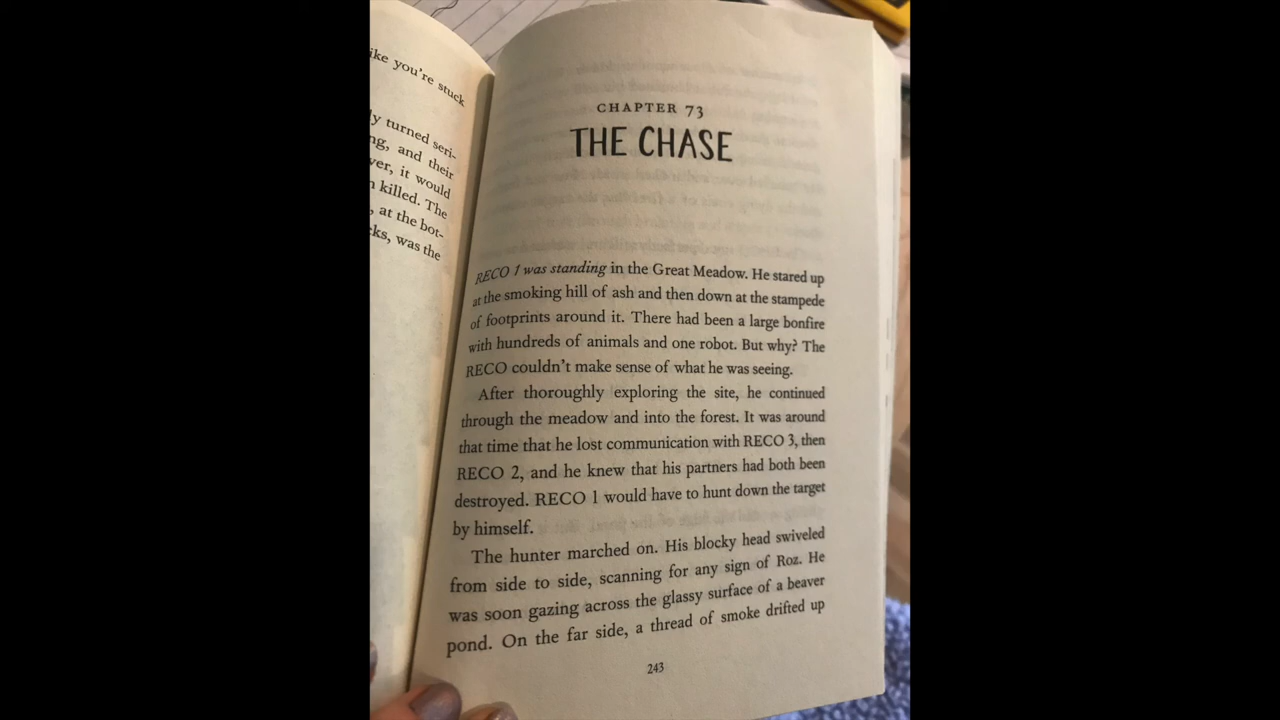 ike you're stuck
ly turned seri-
ng, and their
ver, it would
n killed. The
, at the bot-
cks, was the
CHAPTER 73
THE CHASE
RECO 1 was standing in the Great Meadow. He stared up
at the smoking hill of ash and then down at the stampede
of footprints around it. There had been a large bonfire
with hundreds of animals and one robot. But why? The
RECO couldn't make sense of what he was seeing.
After thoroughly exploring the site, he continued
through the meadow and into the forest. It was around
that time that he lost communication with RECO 3, then
RECO 2, and he knew that his partners had both been
destroyed. RECO 1 would have to hunt down the target
by himself.
The hunter marched on. His blocky head swiveled
from side to side, scanning for any sign of Roz. He
was soon gazing across the glassy surface of a beaver
pond. On the far side, a thread of smoke drifted up
243